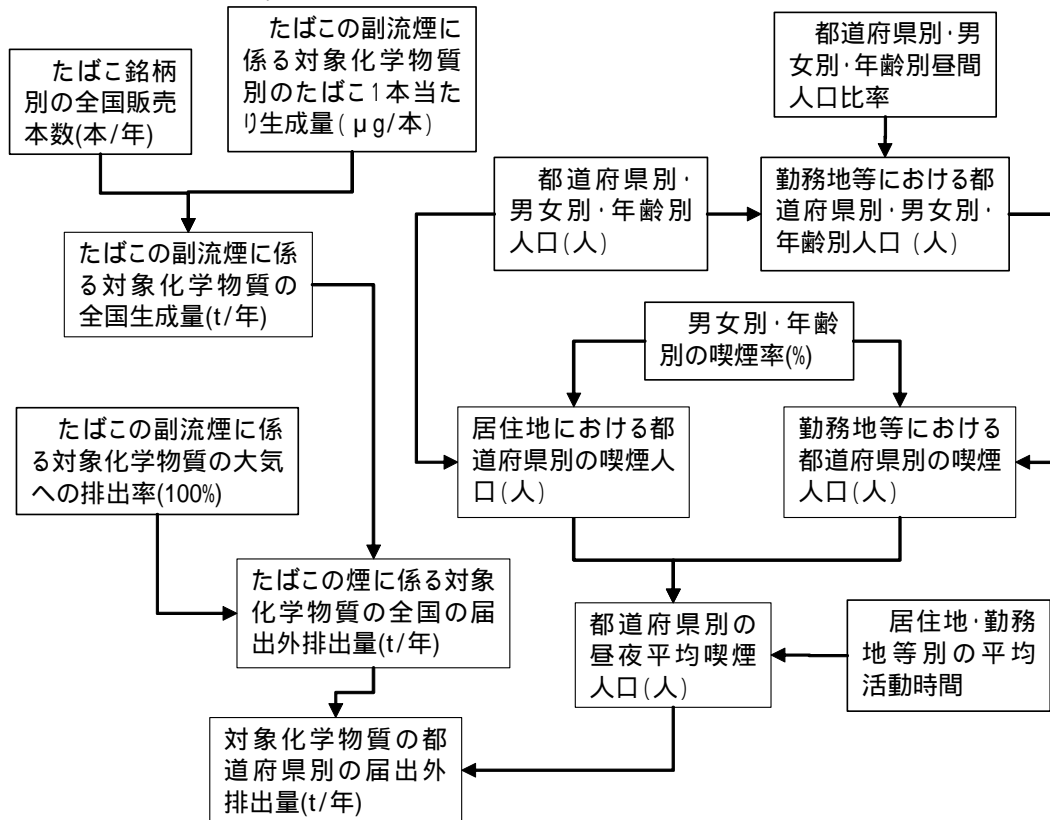 たばこ銘柄
別の全国販売
本数(本/年)
たばこの副流煙に
係る対象化学物質
別のたばこ1本当た
り生成量(μg/本)
都道府県別・男
女別・年齢別昼間
人口比率
都道府県別・
男女別・年齢別
人口(人)
勤務地等における都
道府県別・男女別・
年齢別人口(人)
たばこの副流煙に係
る対象化学物質の
全国生成量(t/年)
男女別・年齢
別の喫煙率(%)
たばこの副流煙に係
る対象化学物質の大気
への排出率(100%)
居住地における都
道府県別の喫煙人
口(人)
勤務地等における
都道府県別の喫煙
人口(人)
たばこの煙に係る対象
化学物質の全国の届
出外排出量(t/年)
都道府県別の
昼夜平均喫煙
人口(人)
居住地・勤務
地等別の平均
活動時間
対象化学物質の都
道府県別の届出外
排出量(t/年)